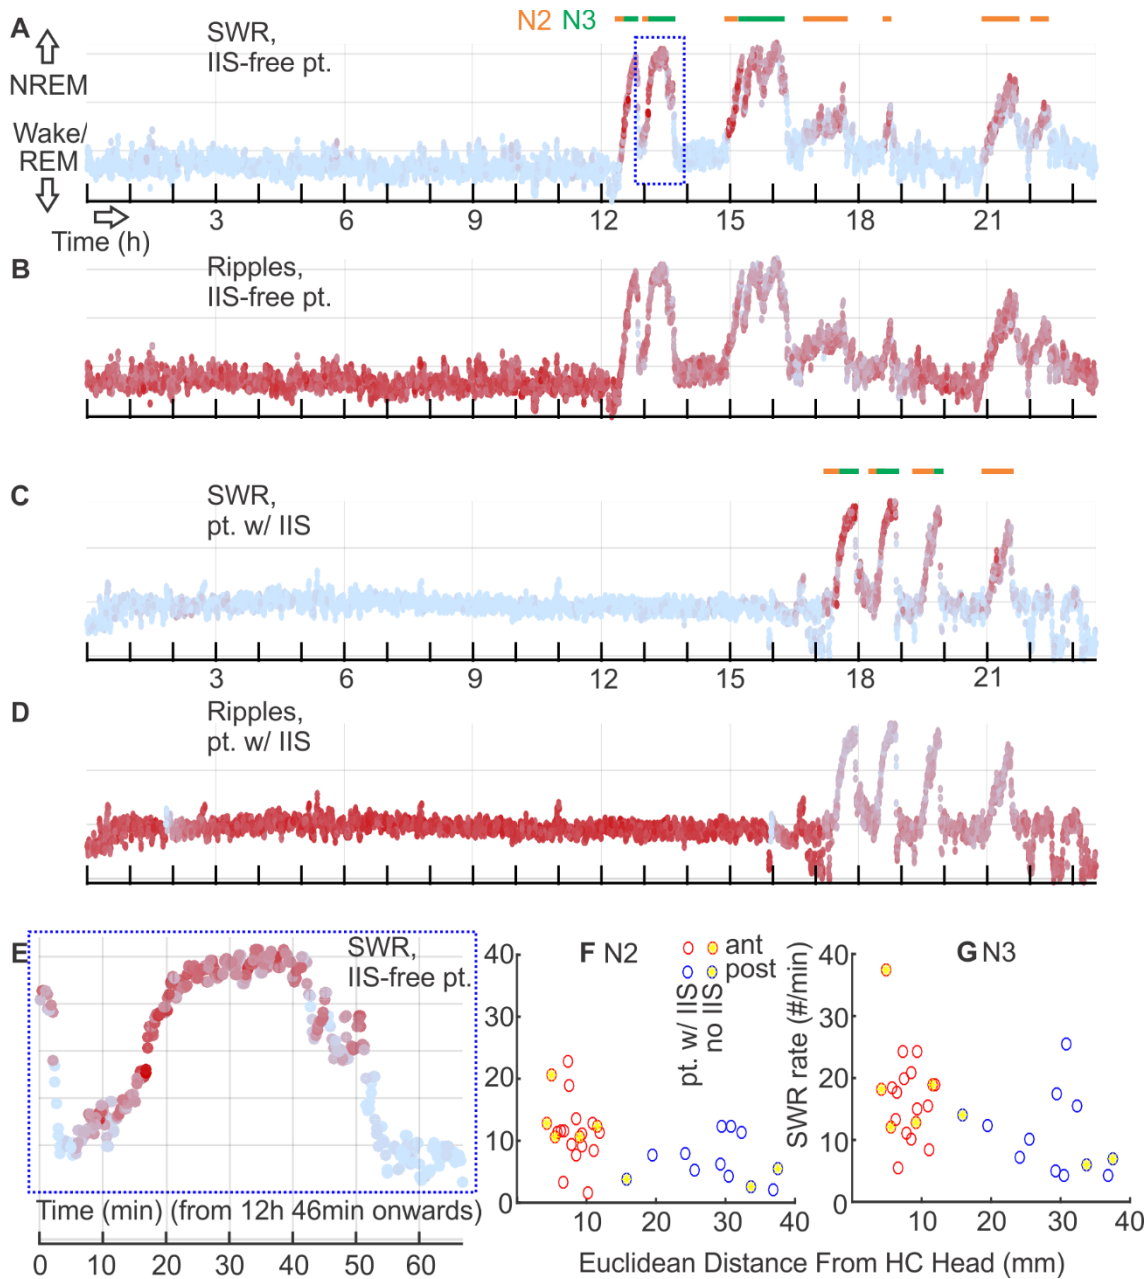 A
N2 N3
SWR,
IIS-free pt.
NREM
Wake/
REM
3 6 9 12 15 18 21
Time (h)
B
Ripples,
IIS-free pt.
C
SWR,
pt. w/ IIS
3 6 9 12 15 18 21
D
Ripples,
pt. w/ IIS
E
SWR,
IIS-free pt.
Time (min) (from 12h 46min onwards)
0 10 20 30 40 50 60
F N2
40
30
20
10
0
10 20 30 40
pt. w/ IIS
no IIS
ant
post
G N3
SWR rate (#/min)
40
30
20
10
0
10 20 30 40
Euclidean Distance From HC Head (mm)